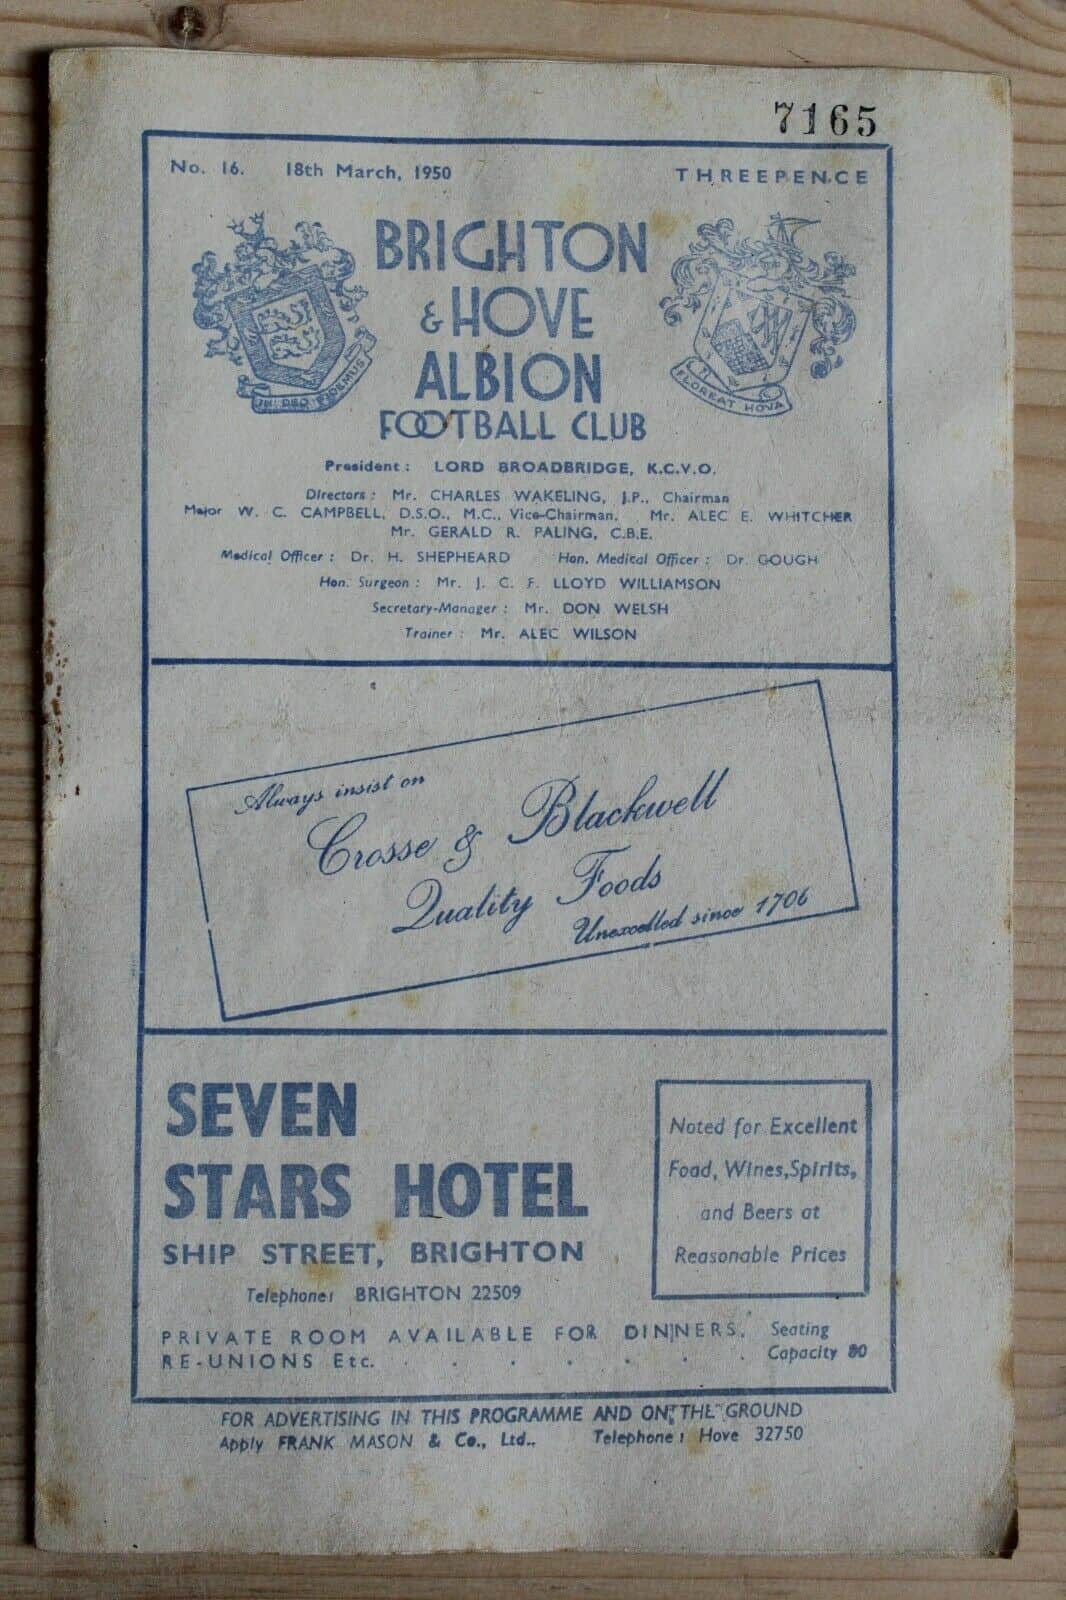 7165
No. 16. 18th March, 1950 THREEPENCE
BRIGHTON
& HOVE
ALBION
FOOTBALL CLUB
IN DEO FIDEMUS
FLOREAT HOVA
President: LORD BROADBRIDGE, K.C.V.O.
Directors: Mr. CHARLES WAKELING, J.P., Chairman
Major W. C. CAMPBELL, D.S.O., M.C., Vice-Chairman, Mr. ALEC E. WHITCHER
Mr. GERALD R. PALING, C.B.E.
Medical Officer: Dr. H. SHEPHEARD Hon. Medical Officer: Dr. GOUGH
Hon. Surgeon: Mr. J. C. F. LLOYD WILLIAMSON
Secretary-Manager: Mr. DON WELSH
Trainer: Mr. ALEC WILSON
Always insist on
Crosse & Blackwell
Quality Foods
Unexcelled since 1706
SEVEN
STARS HOTEL
SHIP STREET, BRIGHTON
Telephone: BRIGHTON 22509
Noted for Excellent
Food, Wines, Spirits,
and Beers at
Reasonable Prices
PRIVATE ROOM AVAILABLE FOR DINNERS, Seating
RE-UNIONS Etc. . . . . . . . Capacity 80
FOR ADVERTISING IN THIS PROGRAMME AND ON THE GROUND
Apply FRANK MASON & Co., Ltd.. Telephone: Hove 32750